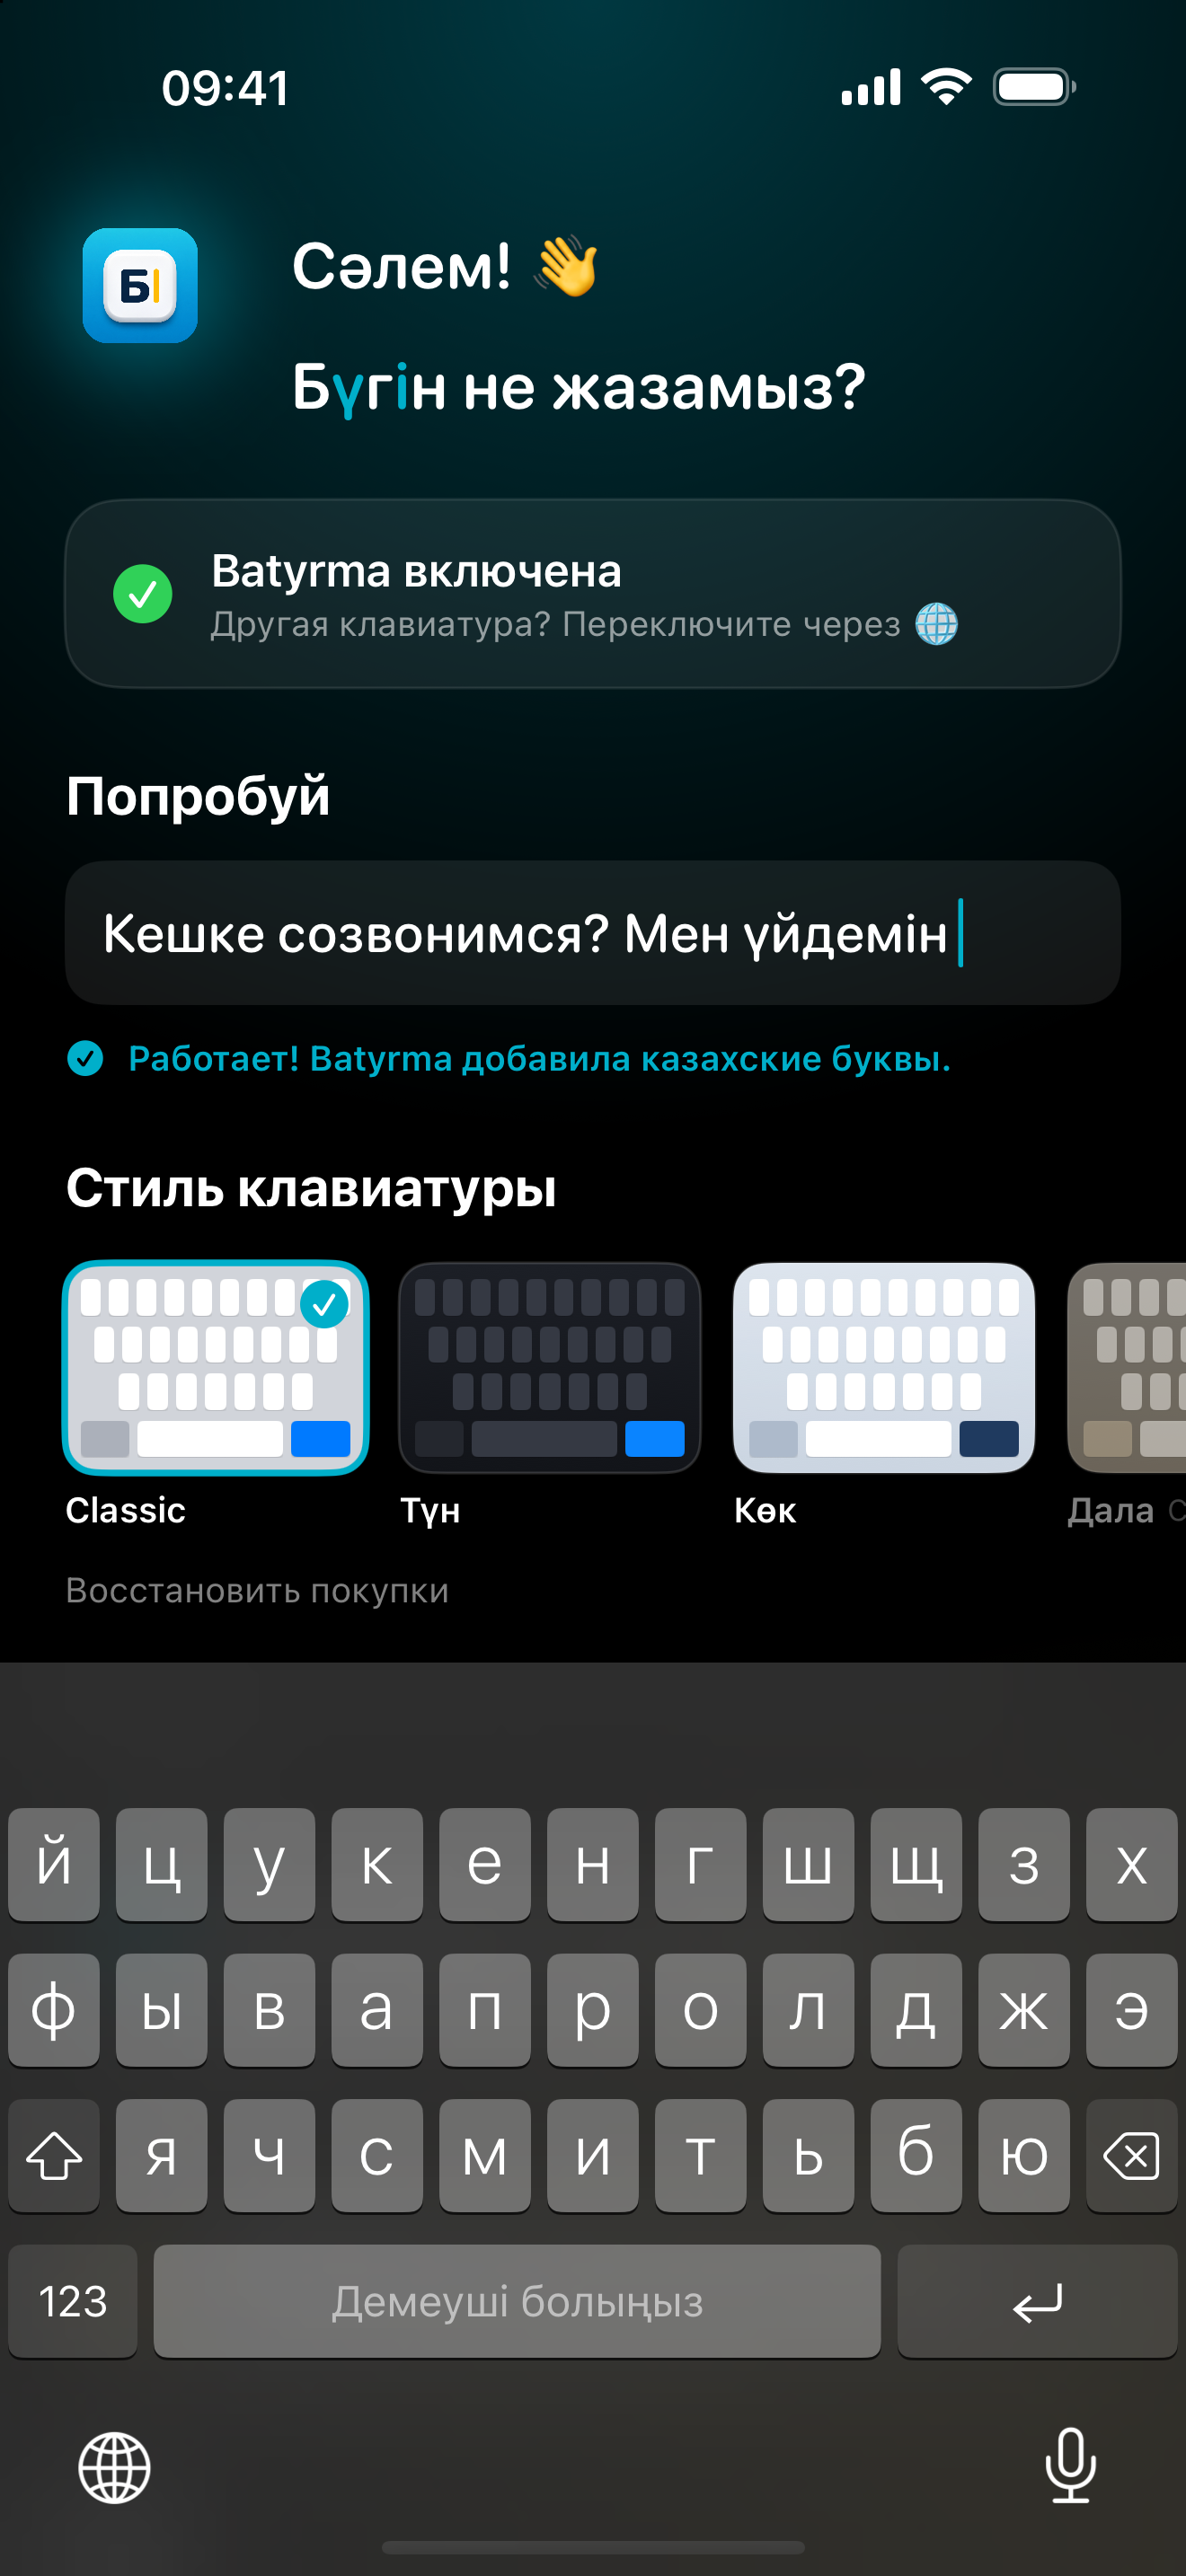 09:41
БІ
Сәлем! 👋
Бүгін не жазамыз?
Batyrma включена
Другая клавиатура? Переключите через 🌐
Попробуй
Кешке созвонимся? Мен үйдемін
Работает! Batyrma добавила казахские буквы.
Стиль клавиатуры
Classic Түн Көк Дала
Восстановить покупки
й ц у к е н г ш щ з х
ф ы в а п р о л д ж э
я ч с м и т ь б ю
123 Демеуші болыңыз